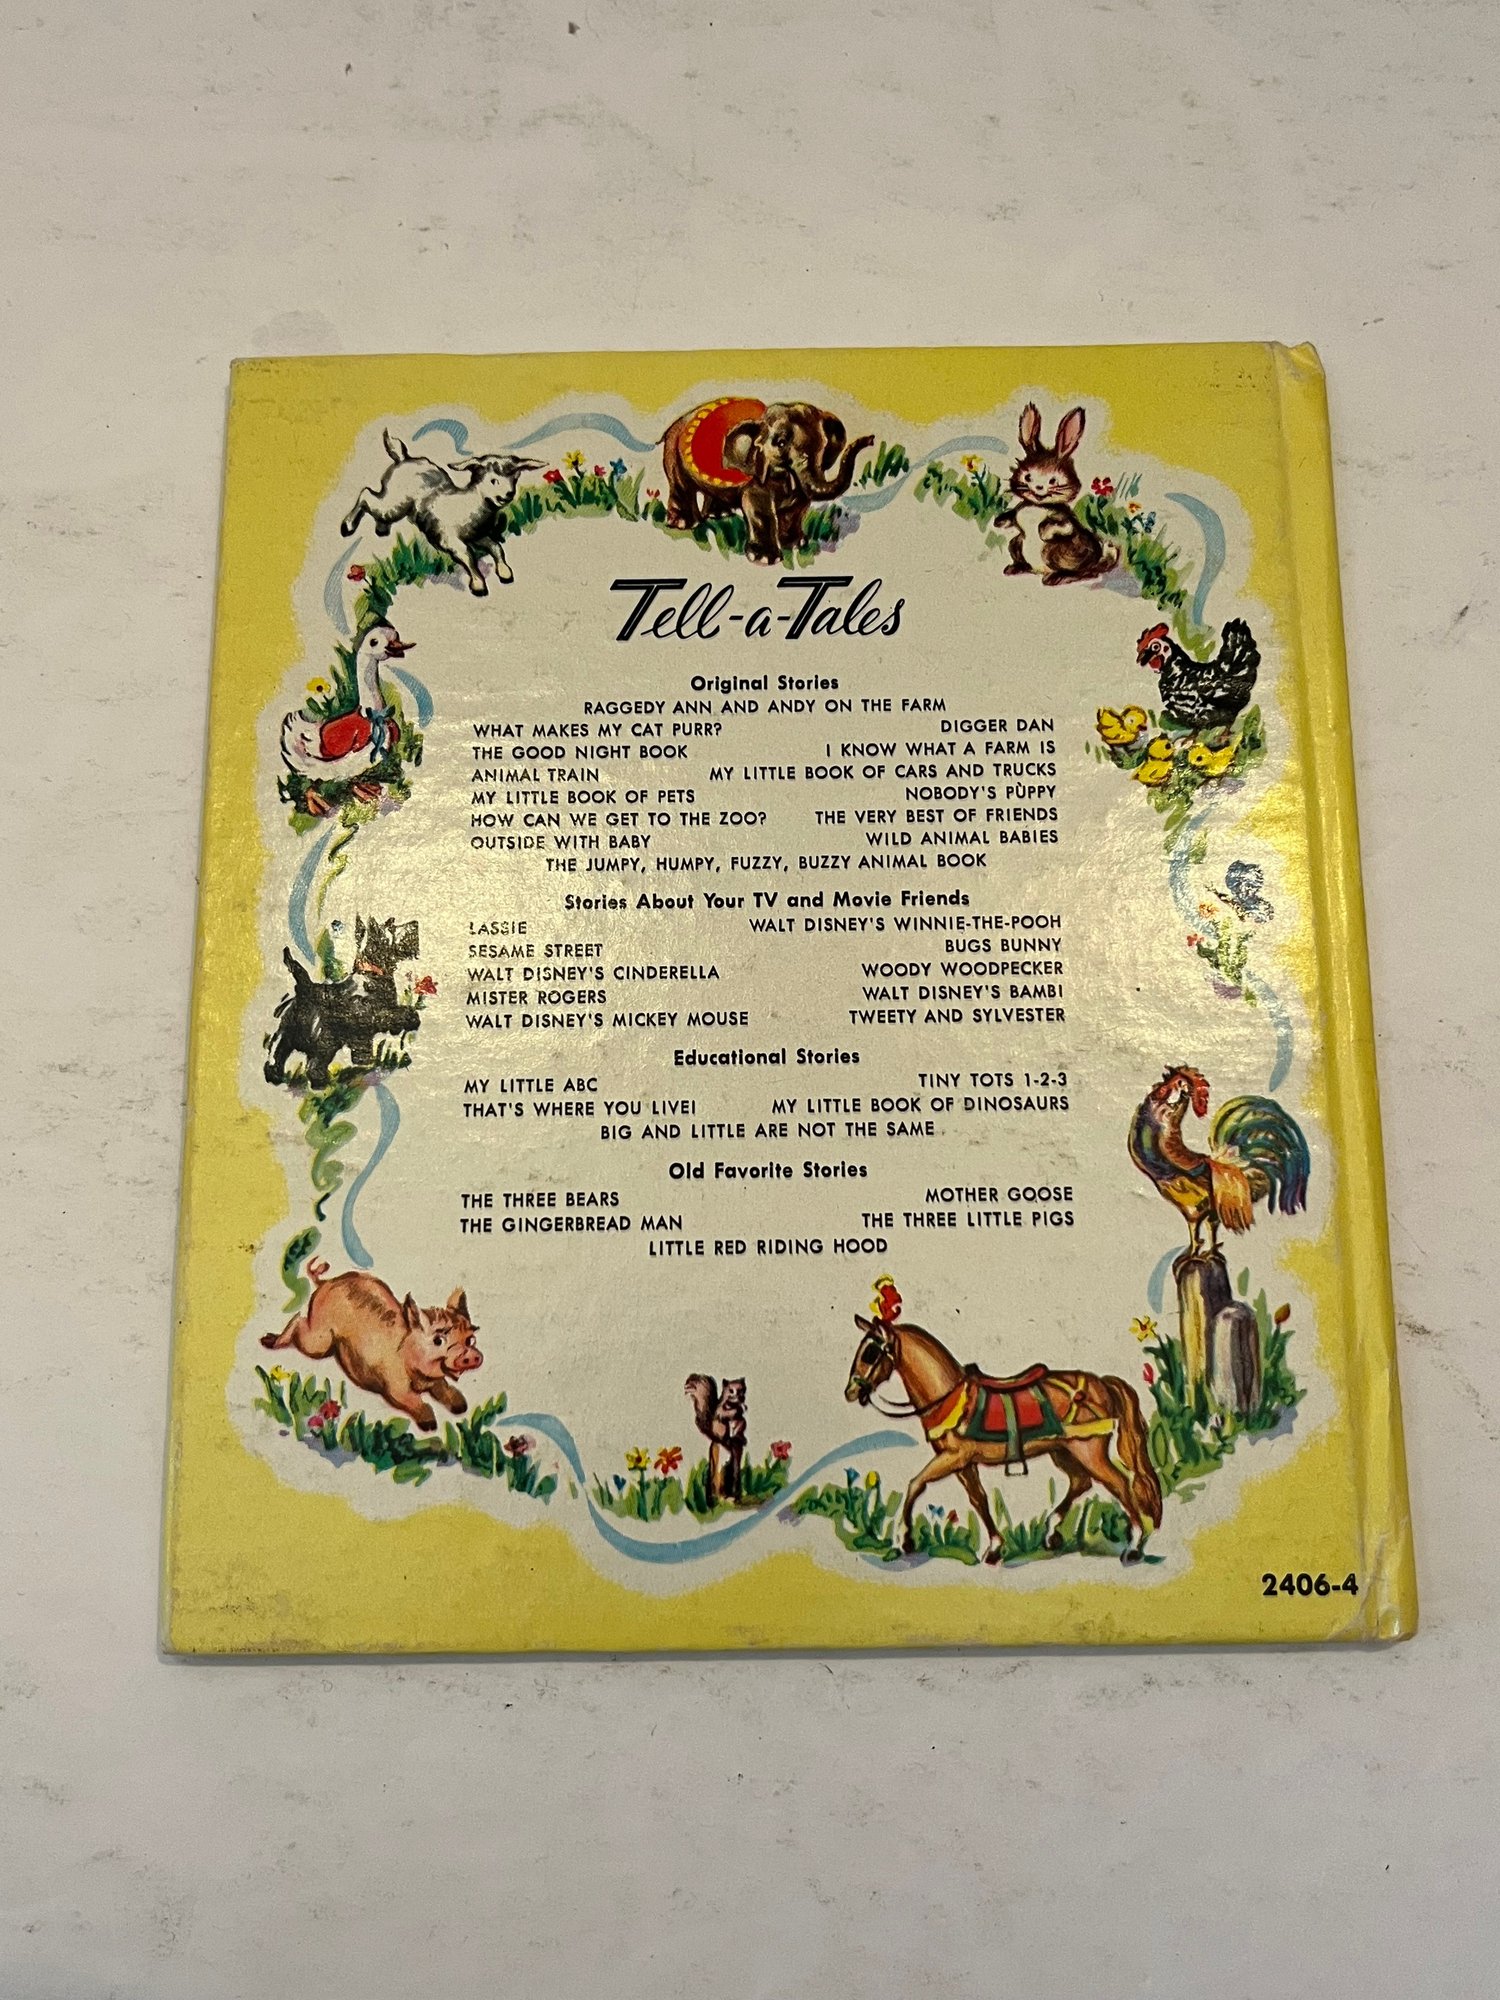 Tell-a-Tales
Original Stories
RAGGEDY ANN AND ANDY ON THE FARM
WHAT MAKES MY CAT PURR? DIGGER DAN
THE GOOD NIGHT BOOK I KNOW WHAT A FARM IS
ANIMAL TRAIN MY LITTLE BOOK OF CARS AND TRUCKS
MY LITTLE BOOK OF PETS NOBODY'S PUPPY
HOW CAN WE GET TO THE ZOO? THE VERY BEST OF FRIENDS
OUTSIDE WITH BABY WILD ANIMAL BABIES
THE JUMPY, HUMPY, FUZZY, BUZZY ANIMAL BOOK
Stories About Your TV and Movie Friends
LASSIE WALT DISNEY'S WINNIE-THE-POOH
SESAME STREET BUGS BUNNY
WALT DISNEY'S CINDERELLA WOODY WOODPECKER
MISTER ROGERS WALT DISNEY'S BAMBI
WALT DISNEY'S MICKEY MOUSE TWEETY AND SYLVESTER
Educational Stories
MY LITTLE ABC TINY TOTS 1-2-3
THAT'S WHERE YOU LIVE! MY LITTLE BOOK OF DINOSAURS
BIG AND LITTLE ARE NOT THE SAME
Old Favorite Stories
THE THREE BEARS MOTHER GOOSE
THE GINGERBREAD MAN THE THREE LITTLE PIGS
LITTLE RED RIDING HOOD
2406-4